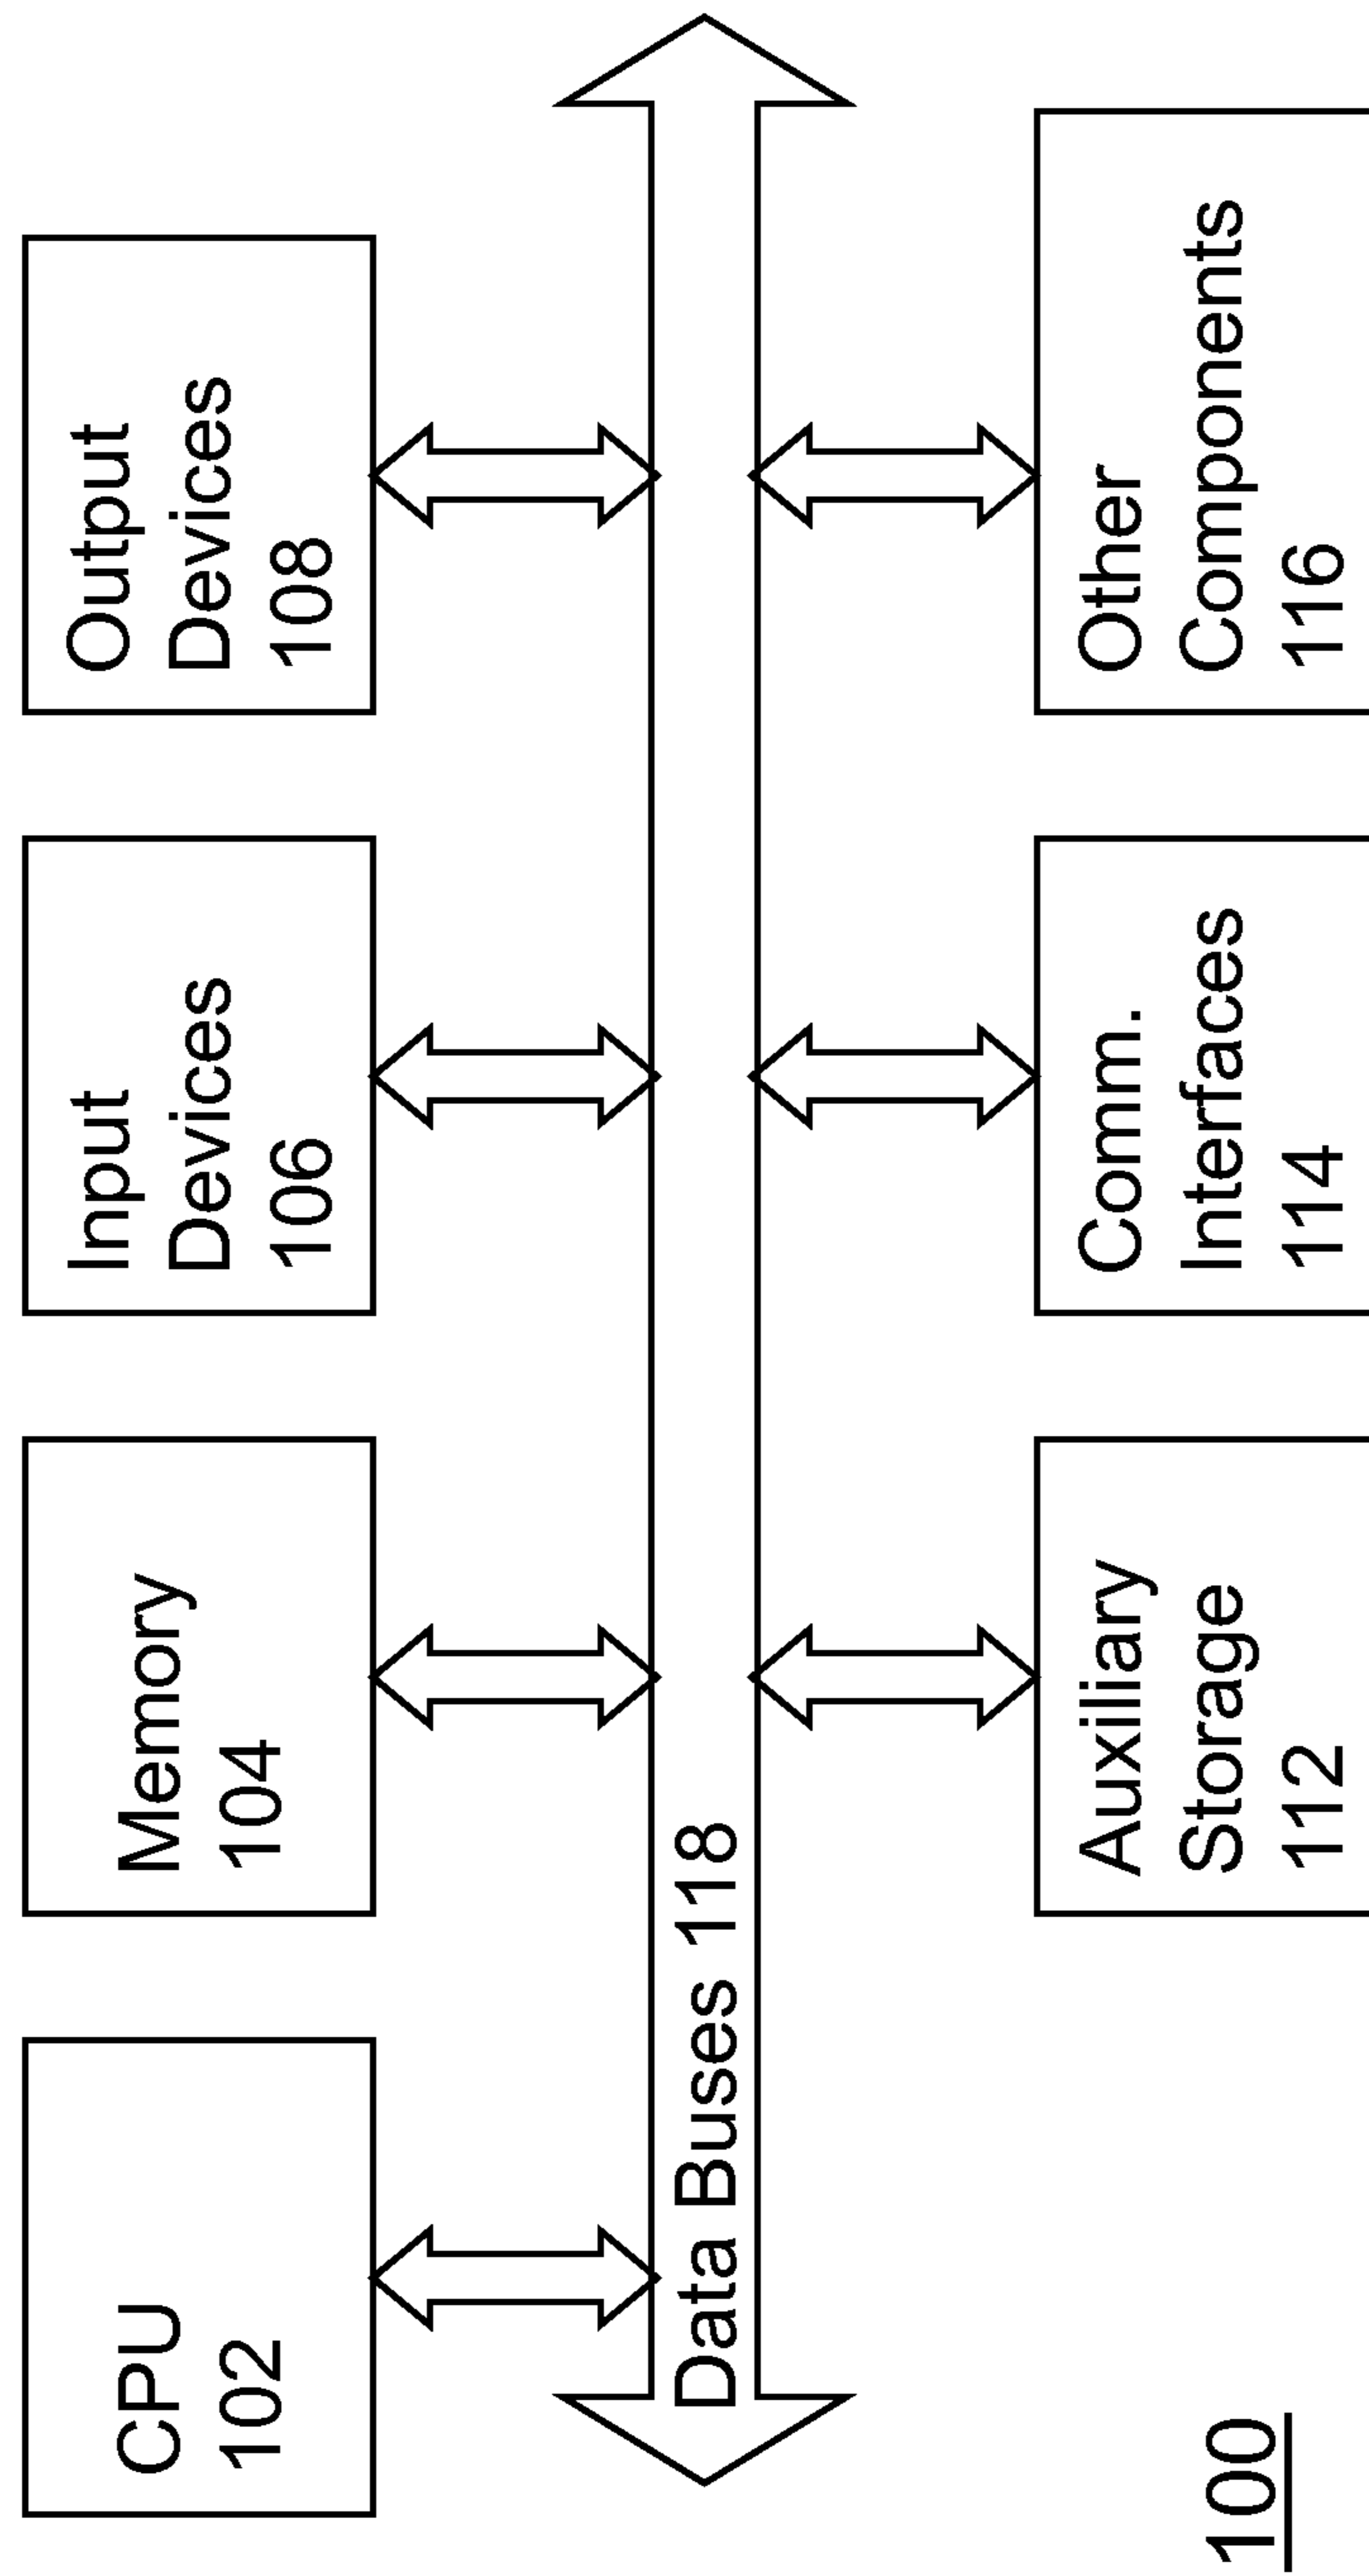 CPU
102
Memory
104
Input
Devices
106
Output
Devices
108
Data Buses 118
Auxiliary
Storage
112
Comm.
Interfaces
114
Other
Components
116
100